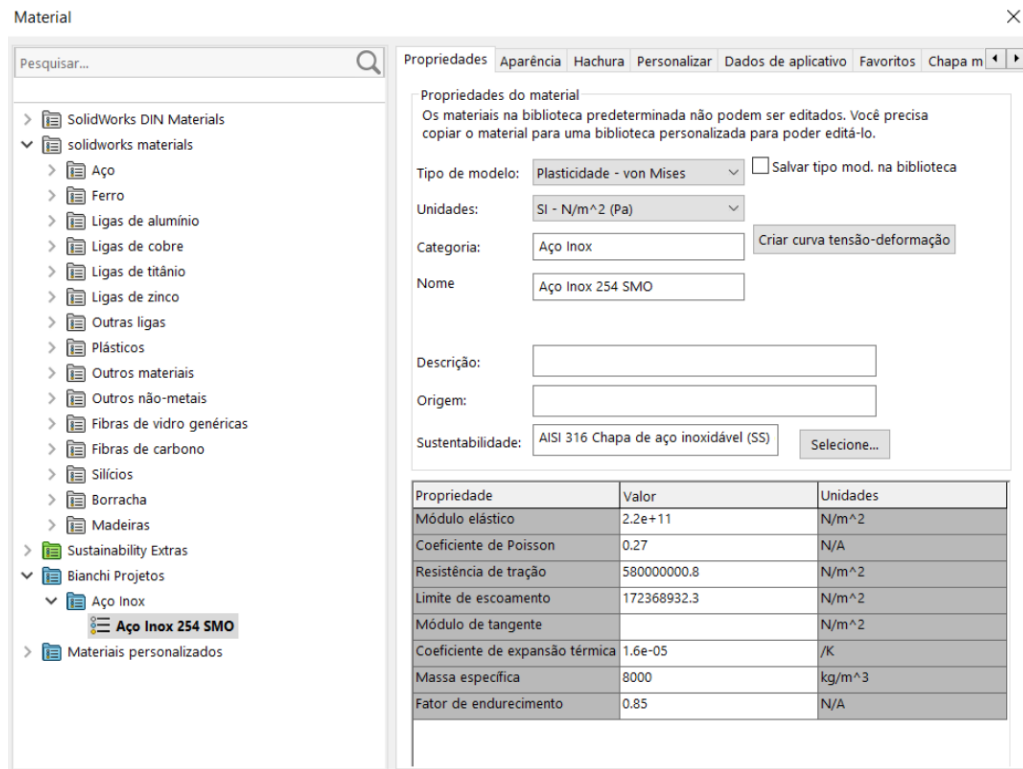 Material
Pesquisar...
SolidWorks DIN Materials
solidworks materials
Aço
Ferro
Ligas de alumínio
Ligas de cobre
Ligas de titânio
Ligas de zinco
Outras ligas
Plásticos
Outros materiais
Outros não-metais
Fibras de vidro genéricas
Fibras de carbono
Silícios
Borracha
Madeiras
Sustainability Extras
Bianchi Projetos
Aço Inox
Aço Inox 254 SMO
Materiais personalizados
Propriedades Aparência Hachura Personalizar Dados de aplicativo Favoritos Chapa m
Propriedades do material
Os materiais na biblioteca predeterminada não podem ser editados. Você precisa
copiar o material para uma biblioteca personalizada para poder editá-lo.
Tipo de modelo: Plasticidade - von Mises Salvar tipo mod. na biblioteca
Unidades: SI - N/m^2 (Pa)
Categoria: Aço Inox Criar curva tensão-deformação
Nome Aço Inox 254 SMO
Descrição:
Origem:
Sustentabilidade: AISI 316 Chapa de aço inoxidável (SS) Selecione...
Propriedade Valor Unidades
Módulo elástico 2.2e+11 N/m^2
Coeficiente de Poisson 0.27 N/A
Resistência de tração 580000000.8 N/m^2
Limite de escoamento 172368932.3 N/m^2
Módulo de tangente N/m^2
Coeficiente de expansão térmica 1.6e-05 /K
Massa específica 8000 kg/m^3
Fator de endurecimento 0.85 N/A